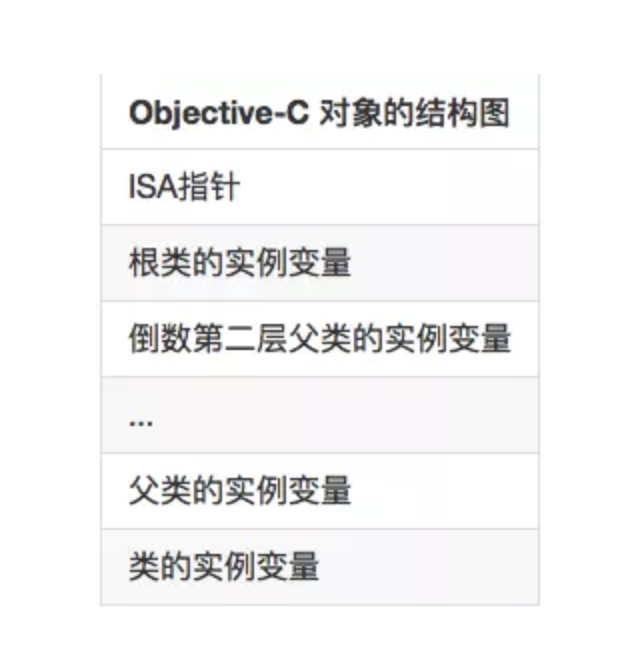 Objective-C 对象的结构图
ISA指针
根类的实例变量
倒数第二层父类的实例变量
...
父类的实例变量
类的实例变量